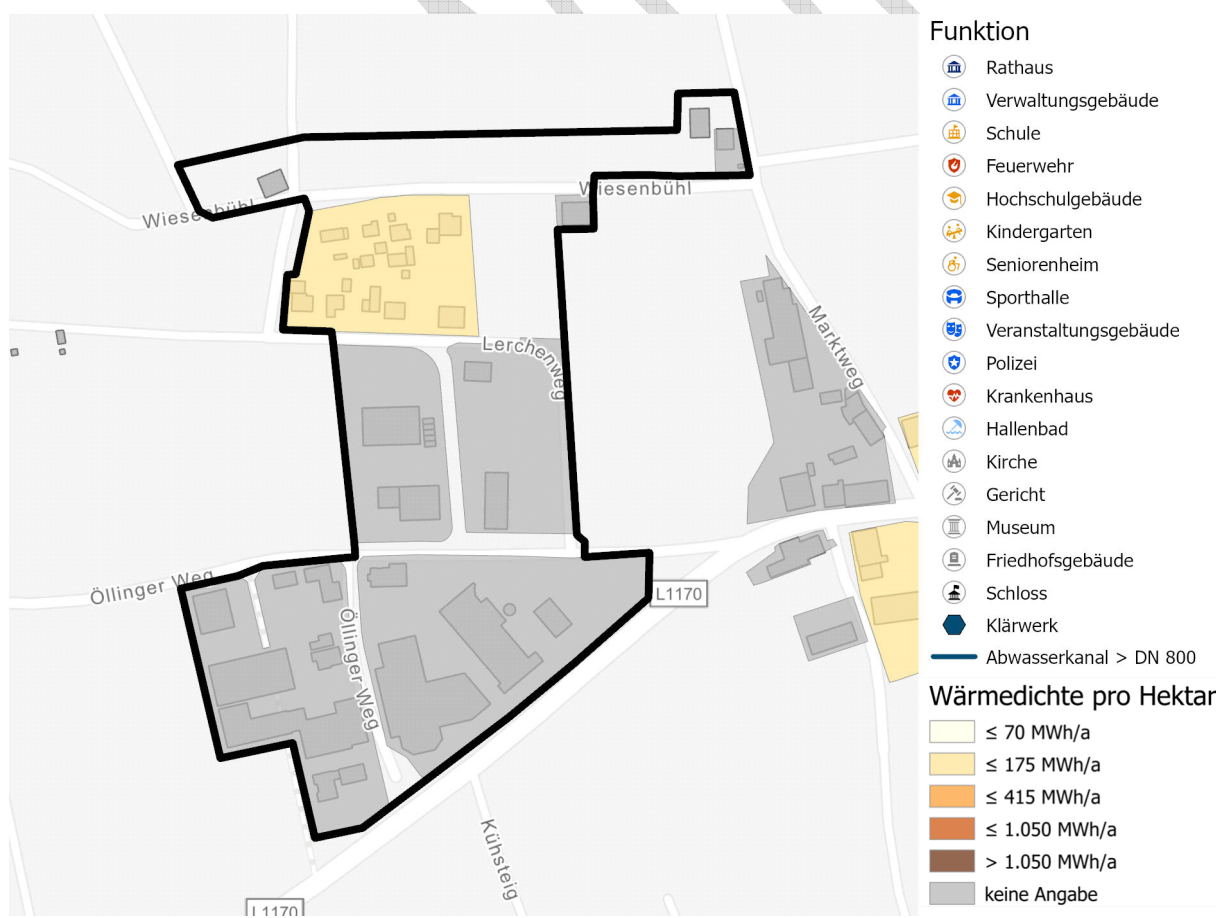 Wiesenbühl
Wiesenbühl
Marktweg
Lerchenweg
Öllinger Weg
Öllinger Weg
L1170
Kühsteig
L1170
Funktion
Rathaus
Verwaltungsgebäude
Schule
Feuerwehr
Hochschulgebäude
Kindergarten
Seniorenheim
Sporthalle
Veranstaltungsgebäude
Polizei
Krankenhaus
Hallenbad
Kirche
Gericht
Museum
Friedhofsgebäude
Schloss
Klärwerk
Abwasserkanal > DN 800
Wärmedichte pro Hektar
≤ 70 MWh/a
≤ 175 MWh/a
≤ 415 MWh/a
≤ 1.050 MWh/a
> 1.050 MWh/a
keine Angabe